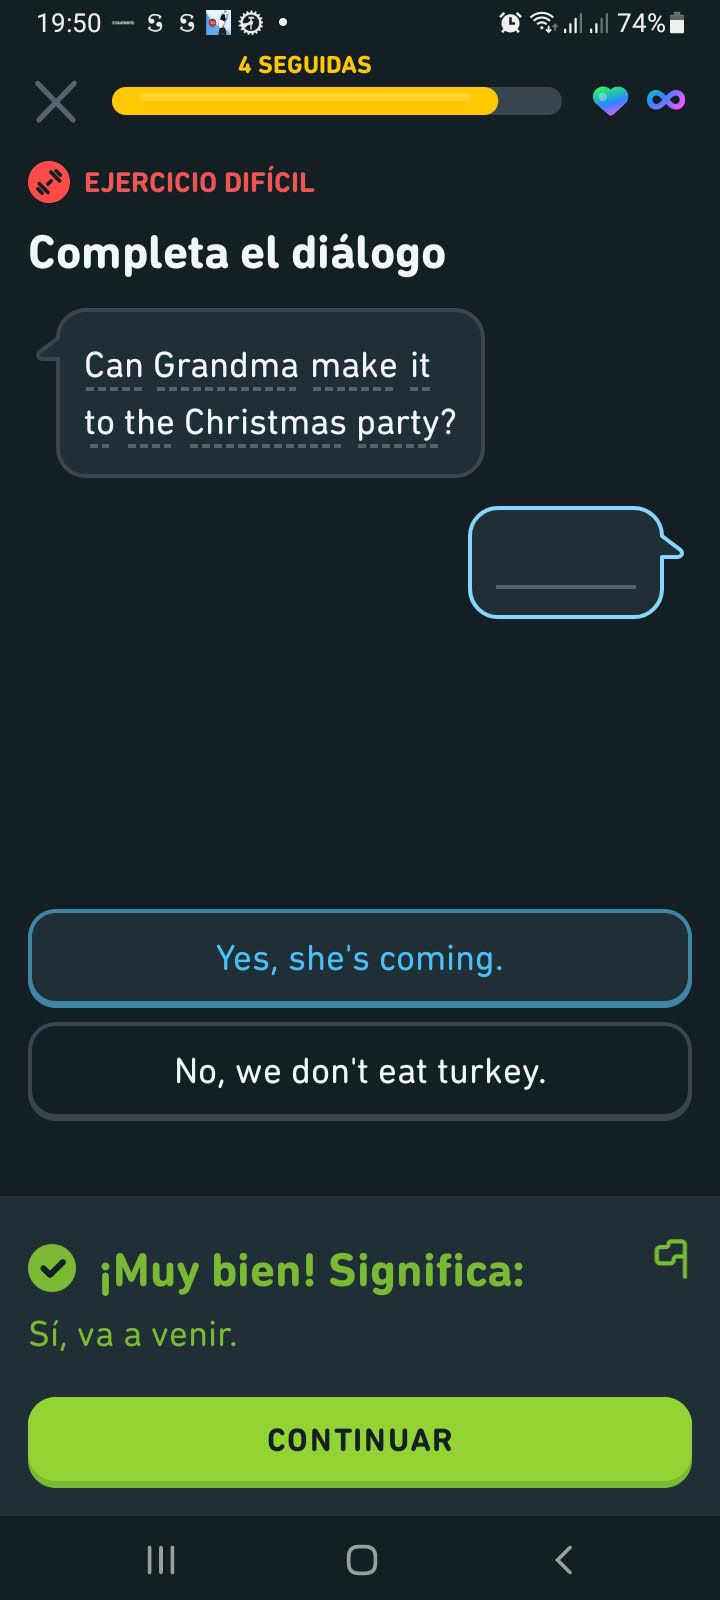 19:50
74%
4 SEGUIDAS
EJERCICIO DIFÍCIL
Completa el diálogo
Can Grandma make it
to the Christmas party?
Yes, she's coming.
No, we don't eat turkey.
¡Muy bien! Significa:
Sí, va a venir.
CONTINUAR